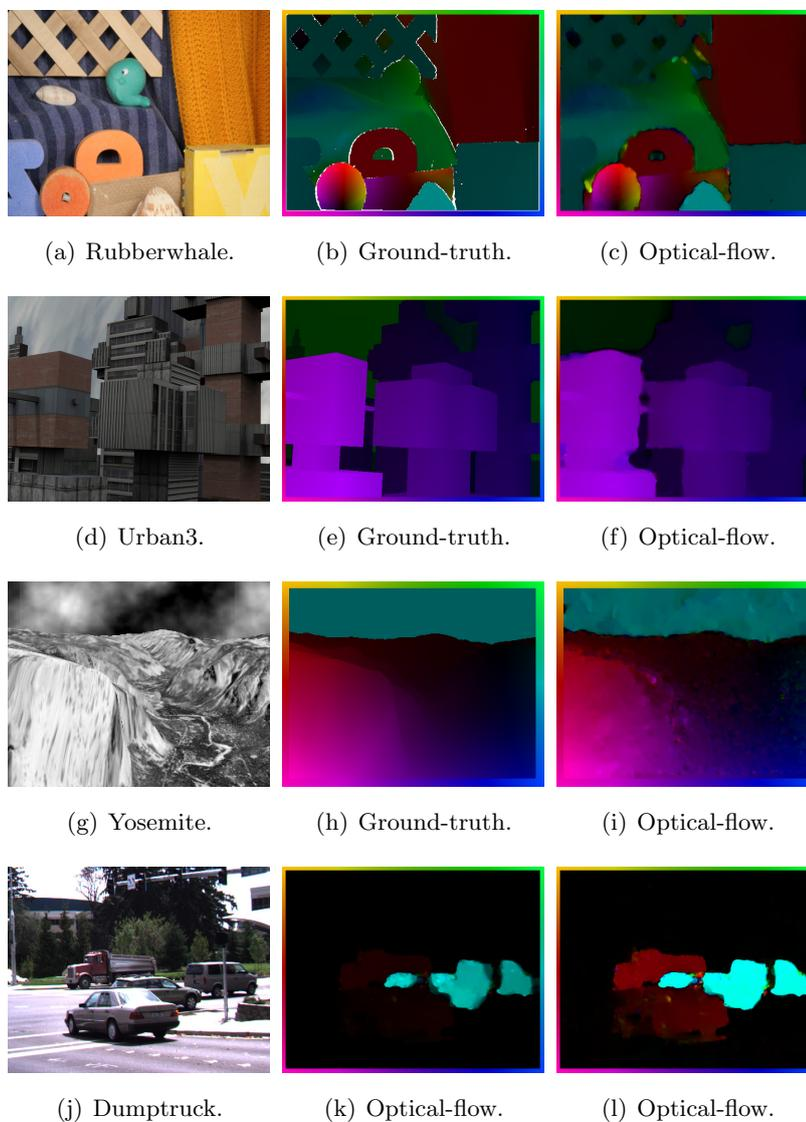 (a) Rubberwhale.
(b) Ground-truth.
(c) Optical-flow.
(d) Urban3.
(e) Ground-truth.
(f) Optical-flow.
(g) Yosemite.
(h) Ground-truth.
(i) Optical-flow.
(j) Dumptruck.
(k) Optical-flow.
(l) Optical-flow.